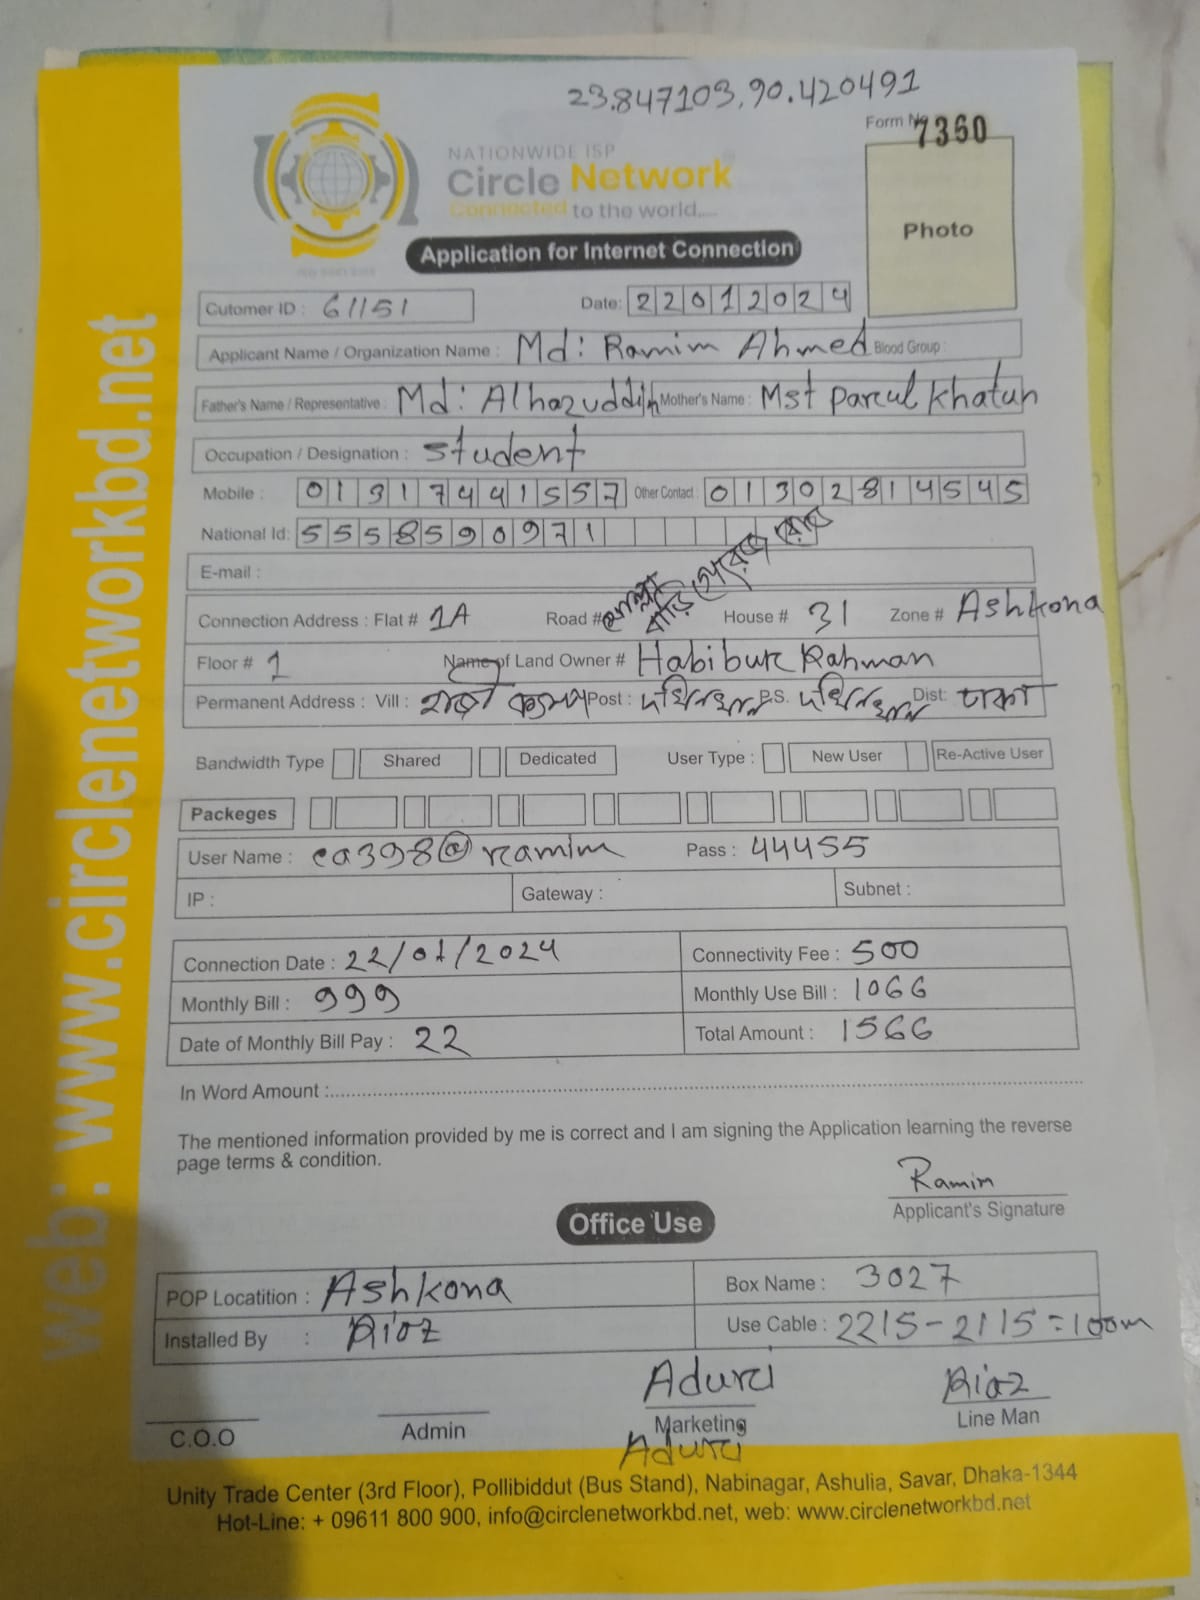 23.847103,90.420491
Form No 7360
NATIONWIDE ISP
Circle Network
Connected to the world....
Photo
Application for Internet Connection
Cutomer ID : 61151 Date: 22012024
Applicant Name / Organization Name : Md: Ramim Ahmed Blood Group :
Father's Name / Representative : Md: Alhazuddin Mother's Name : Mst Parcul Khatun
Occupation / Designation : Student
Mobile : 01317441557 Other Contact : 01302814545
National Id: 5558590971
E-mail :
Connection Address : Flat # 1A Road # বাড়ি House # 31 Zone # Ashkona
Floor # 1 Name of Land Owner # Habibur Rahman
Permanent Address : Vill : Post : দক্ষিনখান P.S. দক্ষিনখান Dist: ঢাকা
Bandwidth Type Shared Dedicated User Type : New User Re-Active User
Packeges
User Name : ca398@ramim Pass : 44455
IP : Gateway : Subnet :
Connection Date : 22/01/2024 Connectivity Fee : 500
Monthly Bill : 999 Monthly Use Bill : 1066
Date of Monthly Bill Pay : 22 Total Amount : 1566
In Word Amount :
The mentioned information provided by me is correct and I am signing the Application learning the reverse
page terms & condition.
Ramim
Applicant's Signature
Office Use
POP Locatition : Ashkona Box Name : 3027
Installed By : Riaz Use Cable : 2215-2115=100m
Aduri Riaz
C.O.O Admin Marketing Line Man
Aduri
Unity Trade Center (3rd Floor), Pollibiddut (Bus Stand), Nabinagar, Ashulia, Savar, Dhaka-1344
Hot-Line: + 09611 800 900, info@circlenetworkbd.net, web: www.circlenetworkbd.net
web: www.circlenetworkbd.net